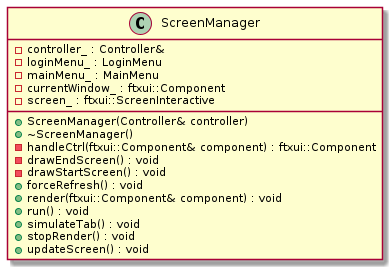 C ScreenManager
controller_ : Controller&
loginMenu_ : LoginMenu
mainMenu_ : MainMenu
currentWindow_ : ftxui::Component
screen_ : ftxui::ScreenInteractive
ScreenManager(Controller& controller)
~ScreenManager()
handleCtrl(ftxui::Component& component) : ftxui::Component
drawEndScreen() : void
drawStartScreen() : void
forceRefresh() : void
render(ftxui::Component& component) : void
run() : void
simulateTab() : void
stopRender() : void
updateScreen() : void